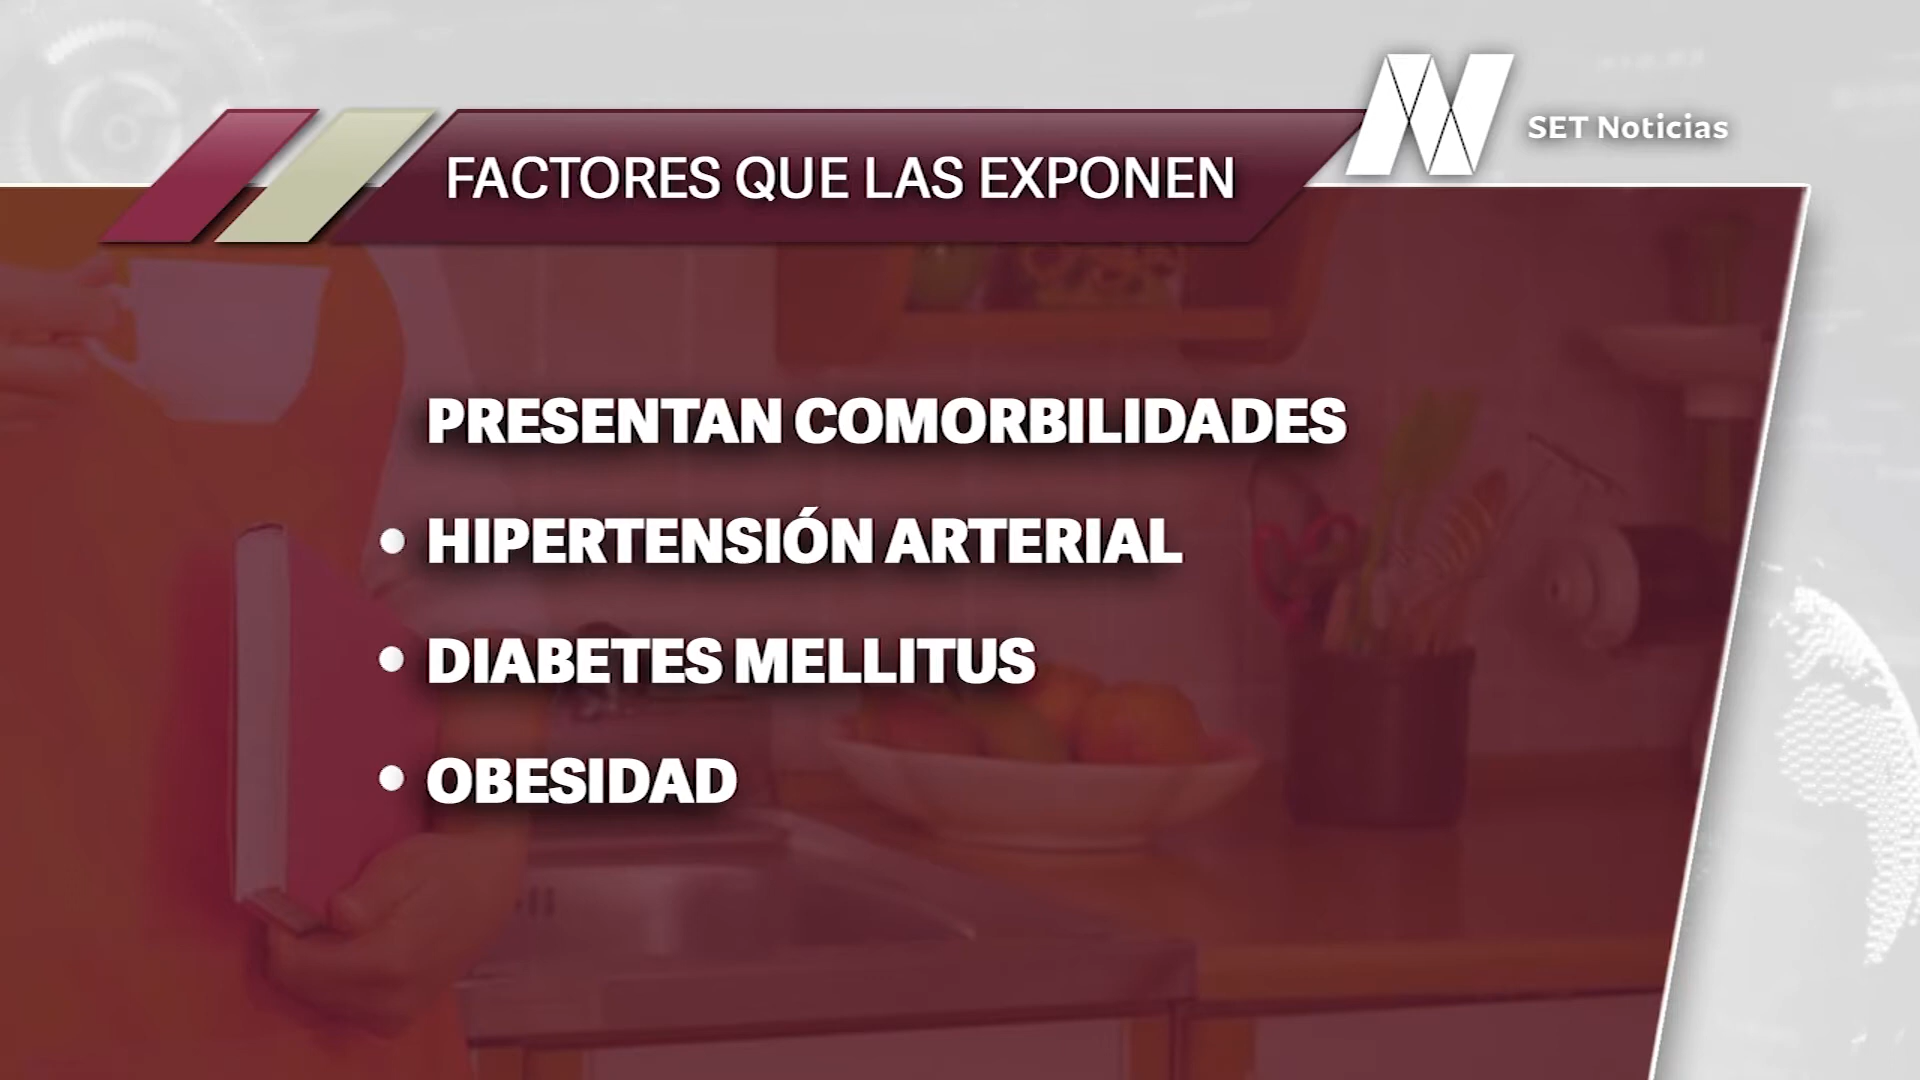 SET Noticias
FACTORES QUE LAS EXPONEN
PRESENTAN COMORBILIDADES
• HIPERTENSIÓN ARTERIAL
• DIABETES MELLITUS
• OBESIDAD